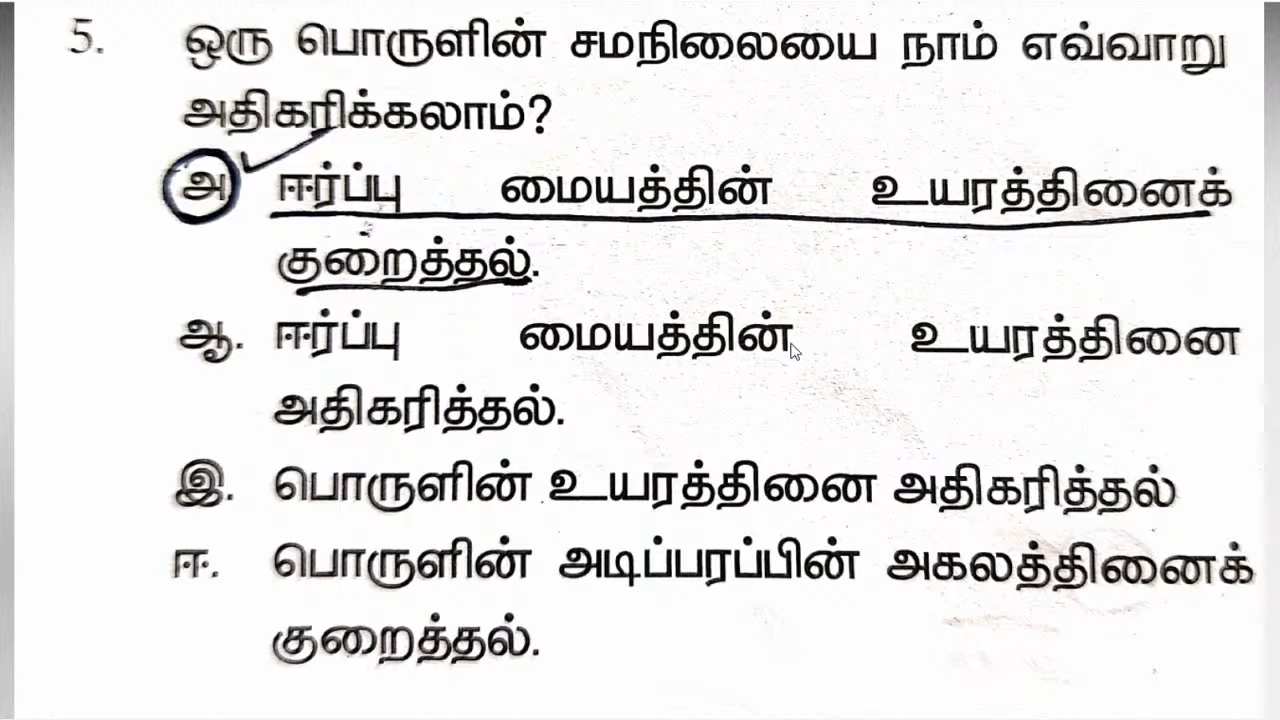 5. ஒரு பொருளின் சமநிலையை நாம் எவ்வாறு
அதிகரிக்கலாம்?
அ ஈர்ப்பு மையத்தின் உயரத்தினைக்
குறைத்தல்.
ஆ. ஈர்ப்பு மையத்தின் உயரத்தினை
அதிகரித்தல்.
இ. பொருளின் உயரத்தினை அதிகரித்தல்
ஈ. பொருளின் அடிப்பரப்பின் அகலத்தினைக்
குறைத்தல்.